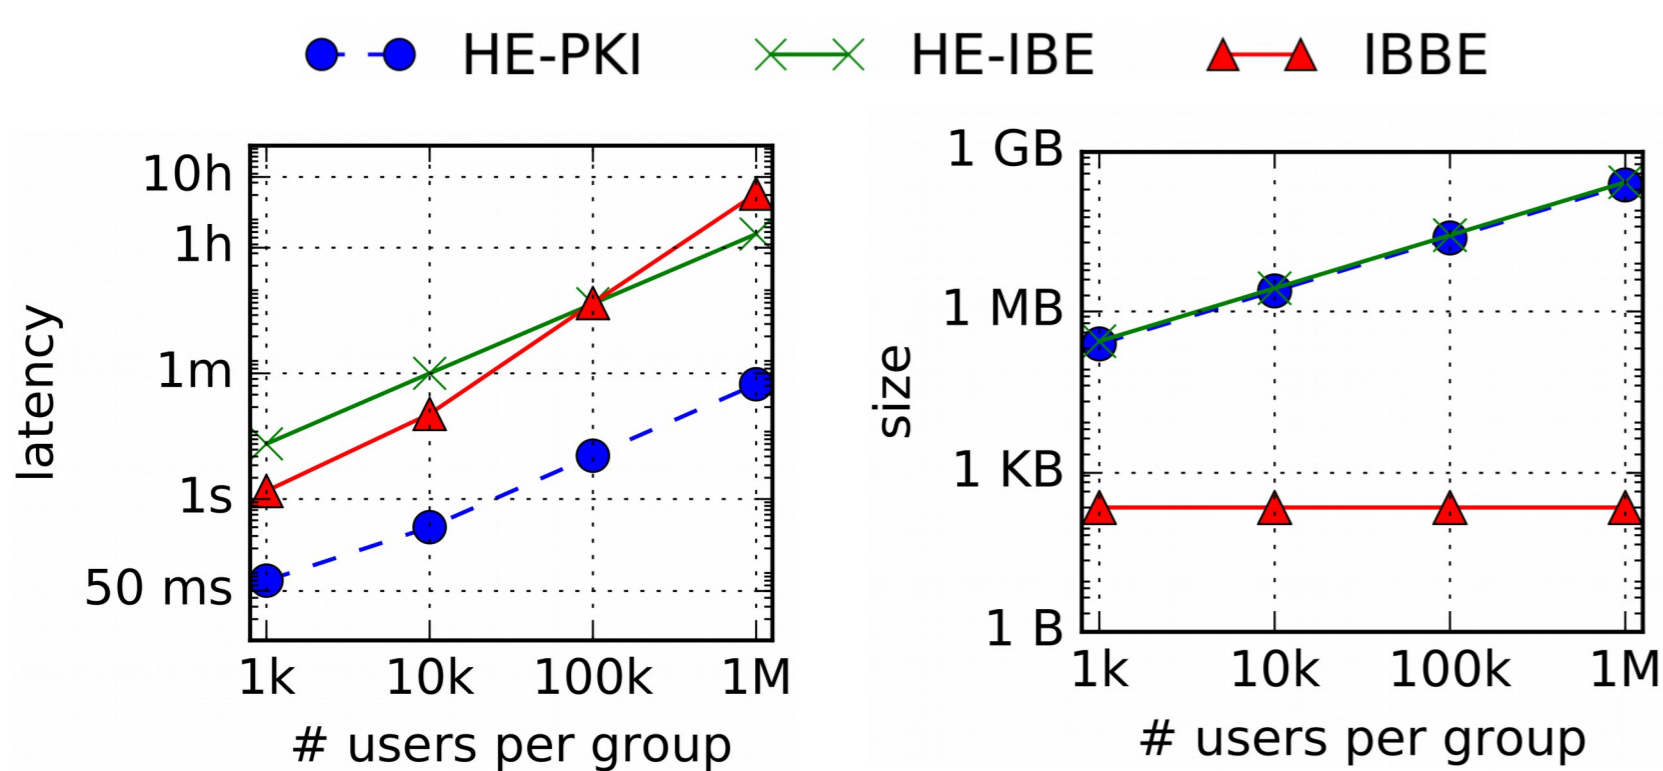 HE-PKI HE-IBE IBBE
latency
10h
1h
1m
1s
50 ms
1k 10k 100k 1M
# users per group
size
1 GB
1 MB
1 KB
1 B
1k 10k 100k 1M
# users per group